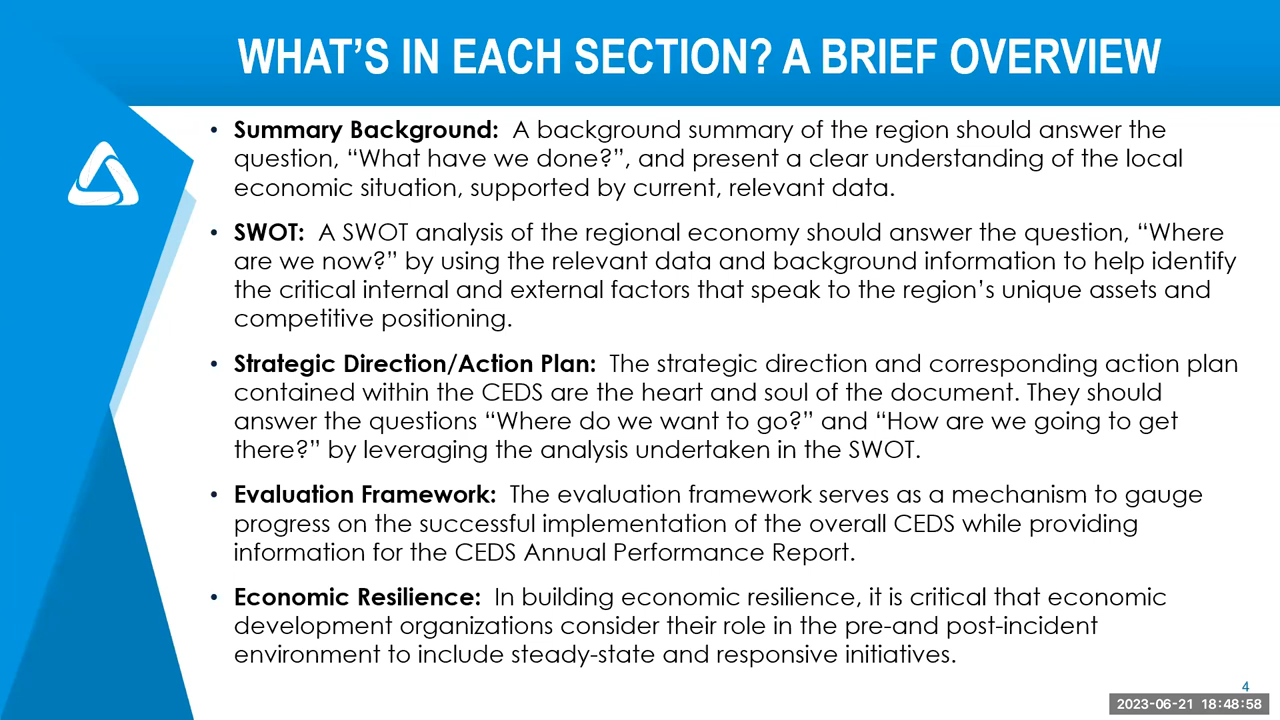 WHAT’S IN EACH SECTION? A BRIEF OVERVIEW
• Summary Background:  A background summary of the region should answer the
question, “What have we done?”, and present a clear understanding of the local
economic situation, supported by current, relevant data.
• SWOT:  A SWOT analysis of the regional economy should answer the question, “Where
are we now?” by using the relevant data and background information to help identify
the critical internal and external factors that speak to the region’s unique assets and
competitive positioning.
• Strategic Direction/Action Plan:  The strategic direction and corresponding action plan
contained within the CEDS are the heart and soul of the document. They should
answer the questions “Where do we want to go?” and “How are we going to get
there?” by leveraging the analysis undertaken in the SWOT.
• Evaluation Framework:  The evaluation framework serves as a mechanism to gauge
progress on the successful implementation of the overall CEDS while providing
information for the CEDS Annual Performance Report.
• Economic Resilience:  In building economic resilience, it is critical that economic
development organizations consider their role in the pre-and post-incident
environment to include steady-state and responsive initiatives.
4
2023-06-21 18:48:58